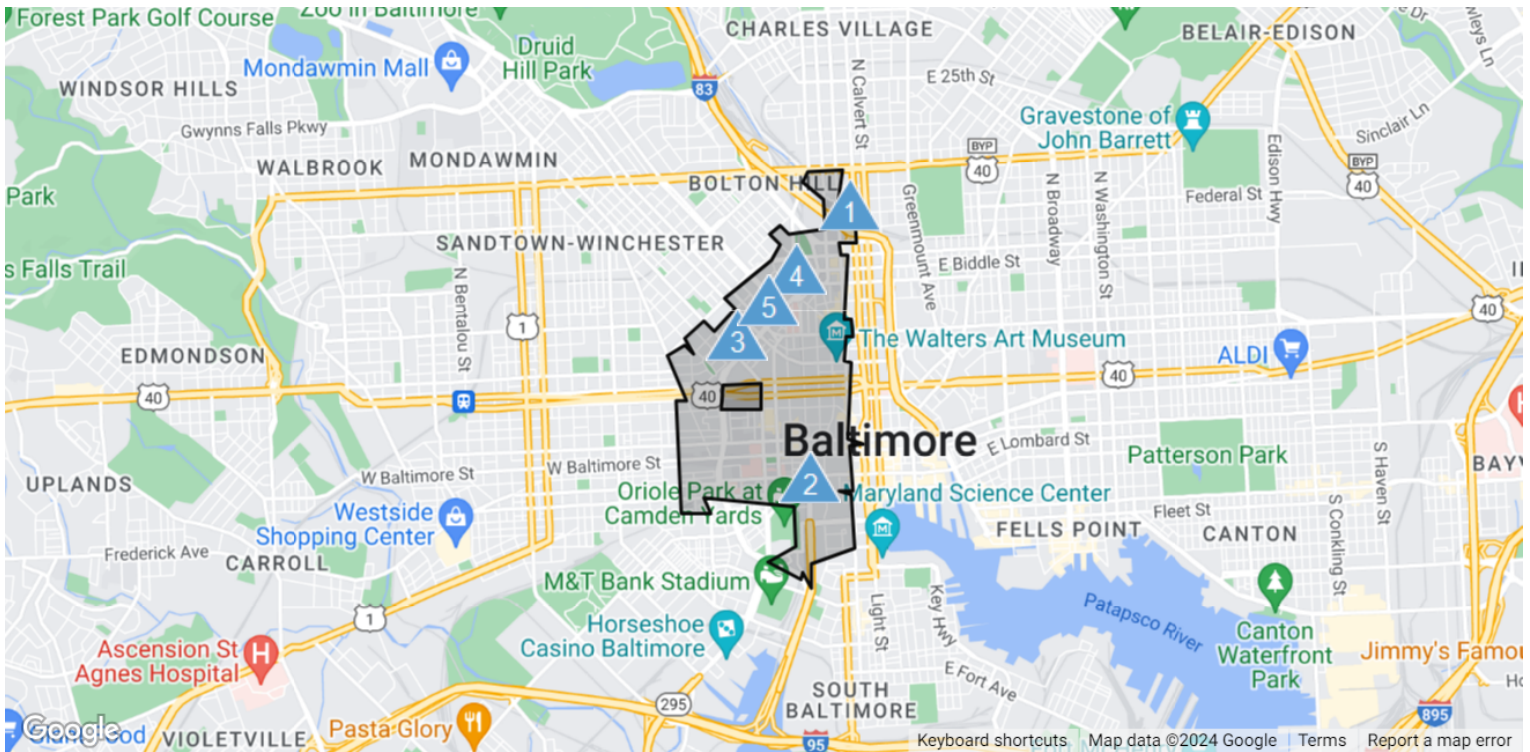 Forest Park Golf Course
Zoo in Baltimore
CHARLES VILLAGE
BELAIR-EDISON
Druid
Hill Park
Mondawmin Mall
WINDSOR HILLS
83
N Calvert St
E 25th St
Gravestone of
John Barrett
Sinclair Ln
Gwynns Falls Pkwy
WALBROOK
MONDAWMIN
BYP
40
Edison Hwy
BYP
40
Park
BOLTON HILL
1
Greenmount Ave
N Broadway
N Washington St
Federal St
SANDTOWN-WINCHESTER
s Falls Trail
N Bentalou St
E Biddle St
4
5
3
1
40
EDMONDSON
The Walters Art Museum
ALDI
40
40
40
Baltimore
E Lombard St
Patterson Park
S Haven St
W Baltimore St
W Baltimore St
UPLANDS
2
Oriole Park at
Camden Yards
Maryland Science Center
Westside
Shopping Center
FELLS POINT
Fleet St
CANTON
S Conkling St
Frederick Ave
CARROLL
M&T Bank Stadium
Light St
Key Hwy
Patapsco River
1
Horseshoe
Casino Baltimore
Canton
Waterfront
Park
Ascension St
Agnes Hospital
H
E Fort Ave
SOUTH
BALTIMORE
295
895
Google
VIOLETVILLE
Pasta Glory
95
Keyboard shortcuts
Map data ©2024 Google
Terms
Report a map error